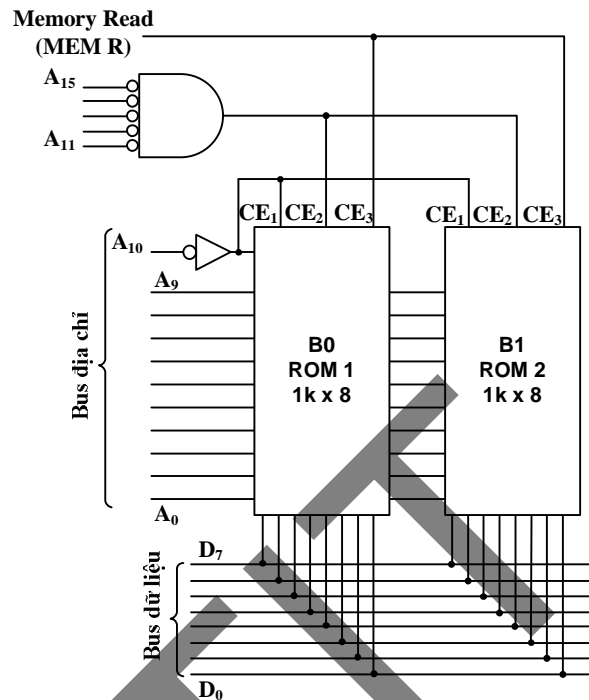 Memory Read
(MEM R)
A₁₅
A₁₁
CE₁ CE₂ CE₃
CE₁ CE₂ CE₃
A₁₀
A₉
Bus địa chỉ
B0
ROM 1
1k x 8
B1
ROM 2
1k x 8
A₀
D₇
Bus dữ liệu
D₀